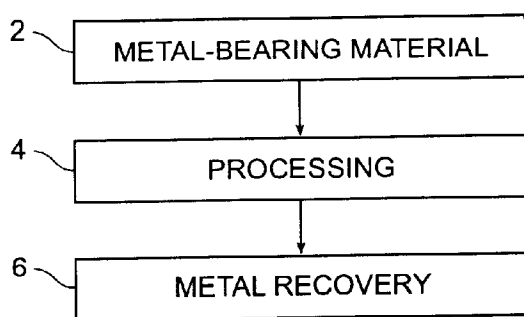 2
METAL-BEARING MATERIAL
4
PROCESSING
6
METAL RECOVERY